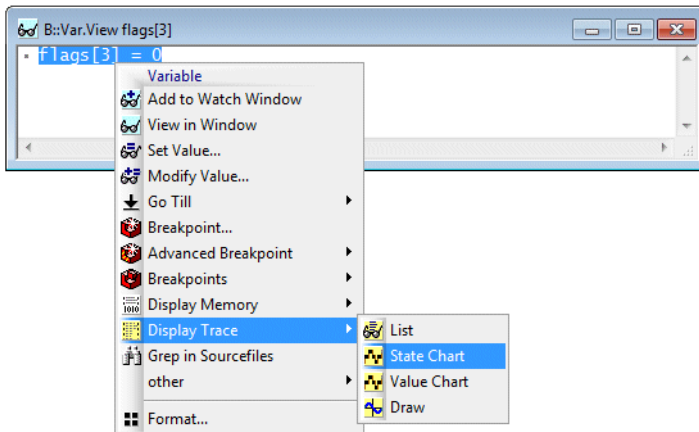 B::Var.View flags[3]
flags[3] = 0
Variable
Add to Watch Window
View in Window
Set Value...
Modify Value...
Go Till
Breakpoint...
Advanced Breakpoint
Breakpoints
Display Memory
Display Trace
Grep in Sourcefiles
other
Format...
List
State Chart
Value Chart
Draw